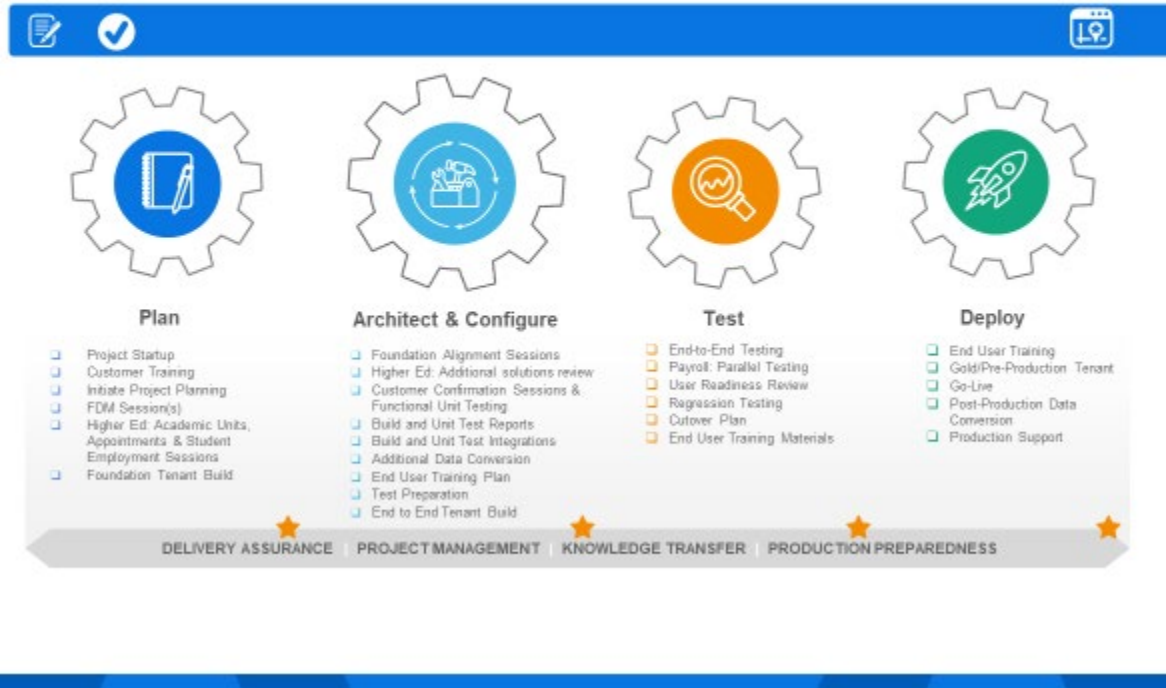 Plan
Project Startup
Customer Training
Initiate Project Planning
FDM Session(s)
Higher Ed: Academic Units,
Appointments & Student
Employment Sessions
Foundation Tenant Build
Architect & Configure
Foundation Alignment Sessions
Higher Ed: Additional solutions review
Customer Confirmation Sessions &
Functional Unit Testing
Build and Unit Test Reports
Build and Unit Test Integrations
Additional Data Conversion
End User Training Plan
Test Preparation
End to End Tenant Build
Test
End-to-End Testing
Payroll: Parallel Testing
User Readiness Review
Regression Testing
Cutover Plan
End User Training Materials
Deploy
End User Training
Gold/Pre-Production Tenant
Go-Live
Post-Production Data
Conversion
Production Support
DELIVERY ASSURANCE | PROJECT MANAGEMENT | KNOWLEDGE TRANSFER | PRODUCTION PREPAREDNESS